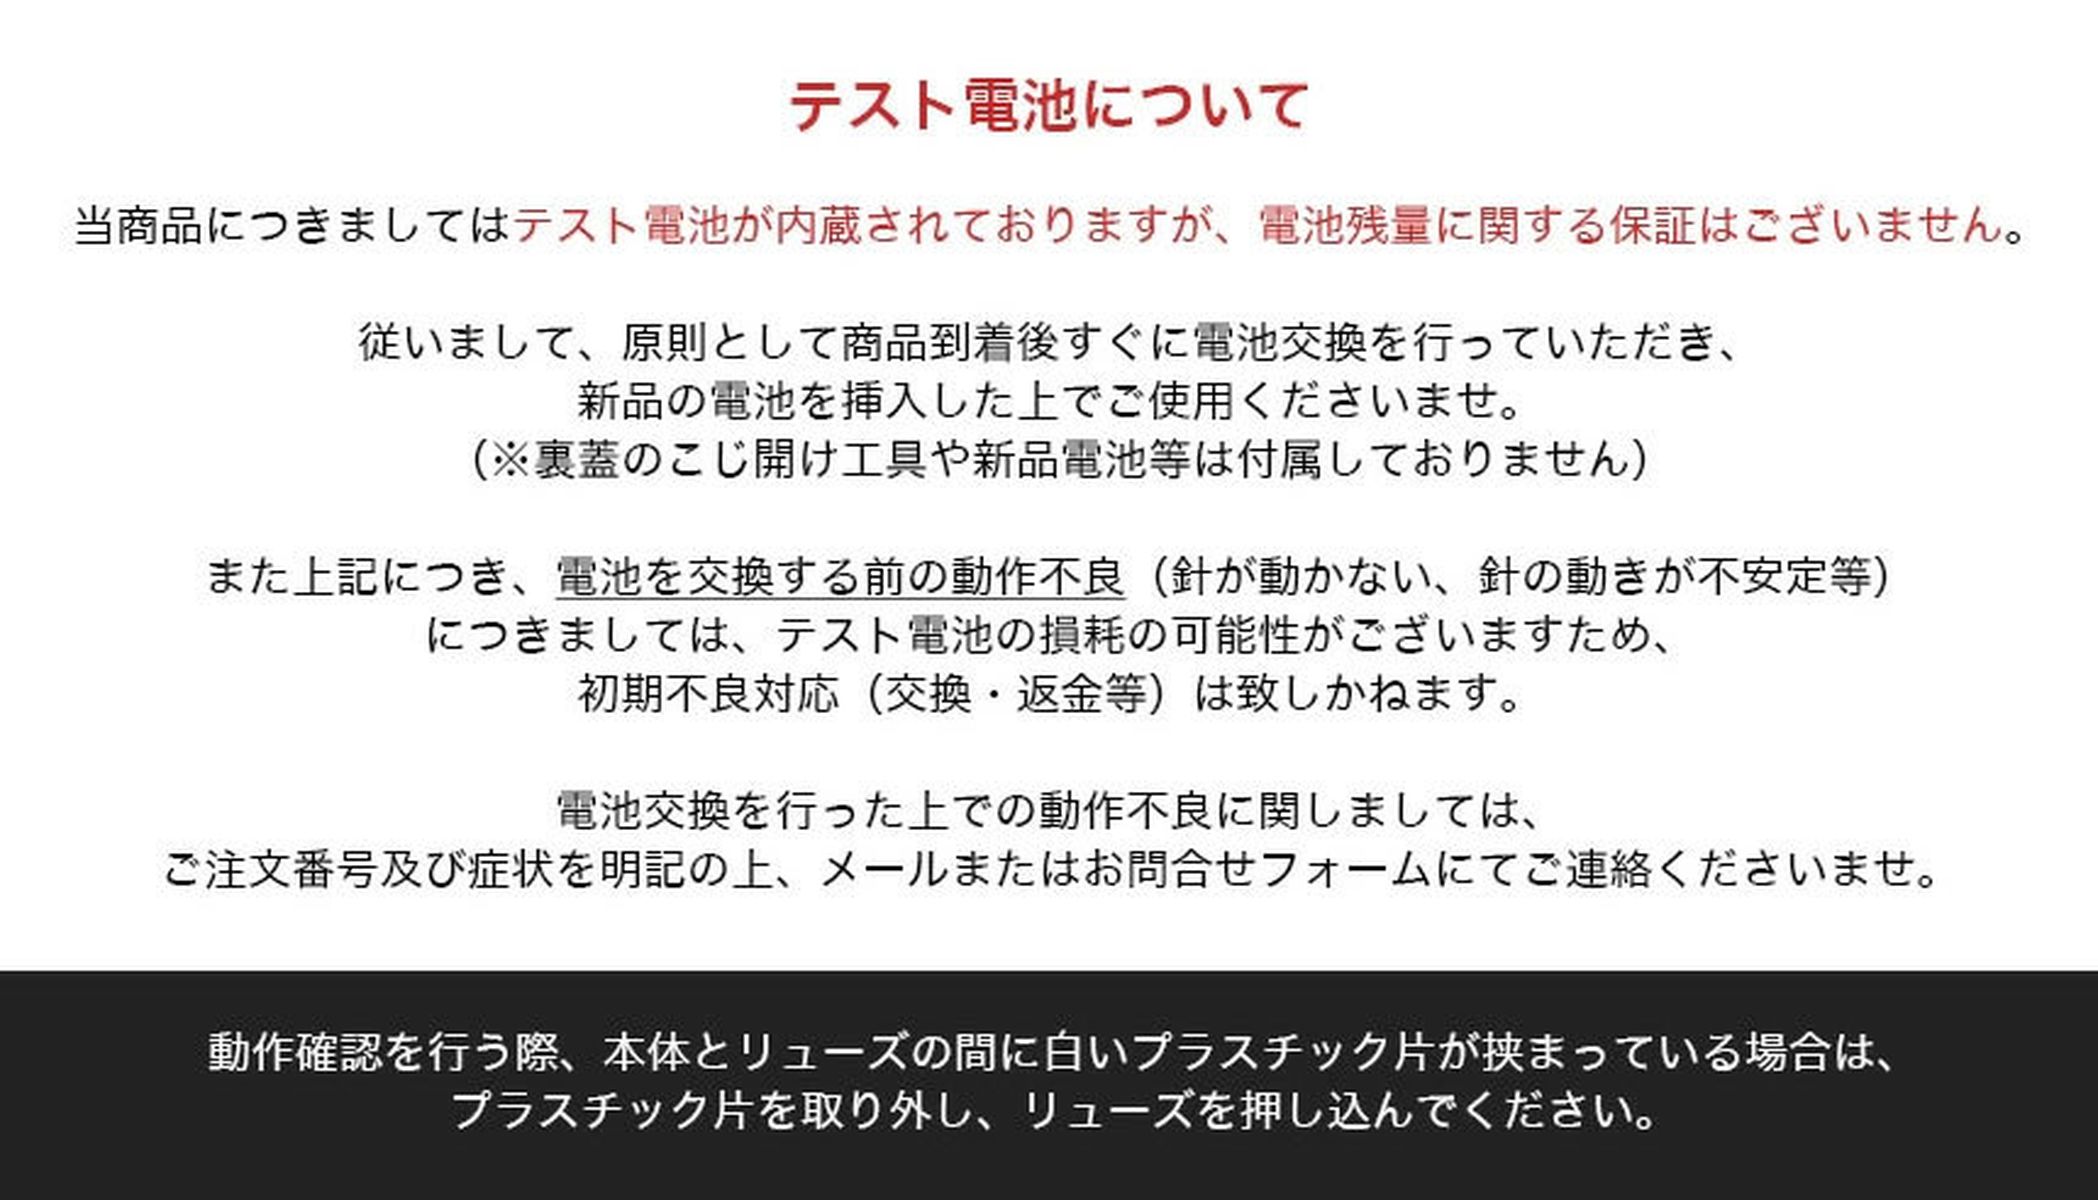 テスト電池について
当商品につきましてはテスト電池が内蔵されておりますが、電池残量に関する保証はございません。
従いまして、原則として商品到着後すぐに電池交換を行っていただき、
新品の電池を挿入した上でご使用くださいませ。
（※裏蓋のこじ開け工具や新品電池等は付属しておりません）
また上記につき、電池を交換する前の動作不良（針が動かない、針の動きが不安定等）
につきましては、テスト電池の損耗の可能性がございますため、
初期不良対応（交換・返金等）は致しかねます。
電池交換を行った上での動作不良に関しましては、
ご注文番号及び症状を明記の上、メールまたはお問合せフォームにてご連絡くださいませ。
動作確認を行う際、本体とリューズの間に白いプラスチック片が挟まっている場合は、
プラスチック片を取り外し、リューズを押し込んでください。